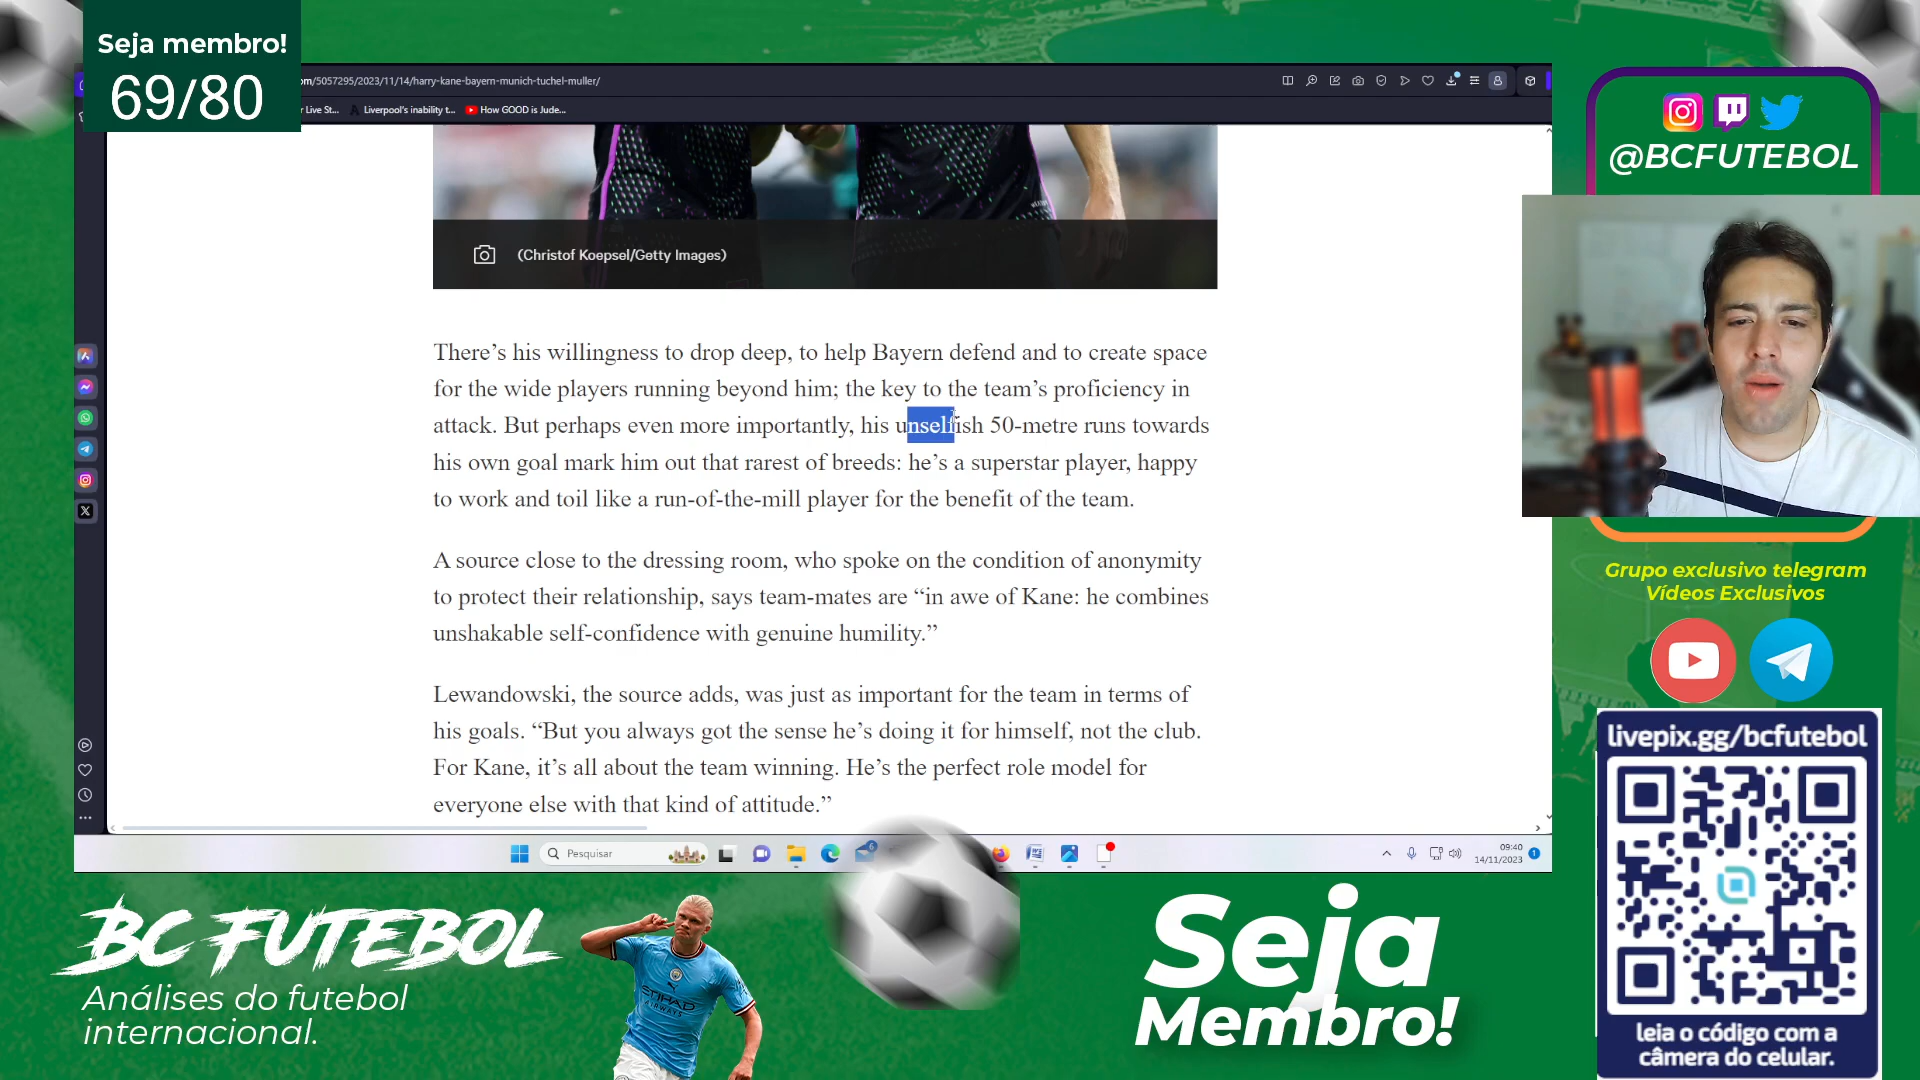 Seja membro!
69/80
om/5057295/2023/11/14/harry-kane-bayern-munich-tuchel-muller/
r Live St...
Liverpool's inability t...
How GOOD is Jude...
@BCFUTEBOL
(Christof Koepsel/Getty Images)
There's his willingness to drop deep, to help Bayern defend and to create space
for the wide players running beyond him; the key to the team's proficiency in
attack. But perhaps even more importantly, his unselfish 50-metre runs towards
his own goal mark him out that rarest of breeds: he's a superstar player, happy
to work and toil like a run-of-the-mill player for the benefit of the team.
A source close to the dressing room, who spoke on the condition of anonymity
to protect their relationship, says team-mates are “in awe of Kane: he combines
unshakable self-confidence with genuine humility.”
Lewandowski, the source adds, was just as important for the team in terms of
his goals. “But you always got the sense he's doing it for himself, not the club.
For Kane, it's all about the team winning. He's the perfect role model for
everyone else with that kind of attitude.”
Grupo exclusivo telegram
Vídeos Exclusivos
livepix.gg/bcfutebol
leia o código com a
câmera do celular.
Pesquisar
6
09:40
14/11/2023
1
BC FUTEBOL
Análises do futebol
internacional.
ETIHAD
AIRWAYS
Seja
Membro!